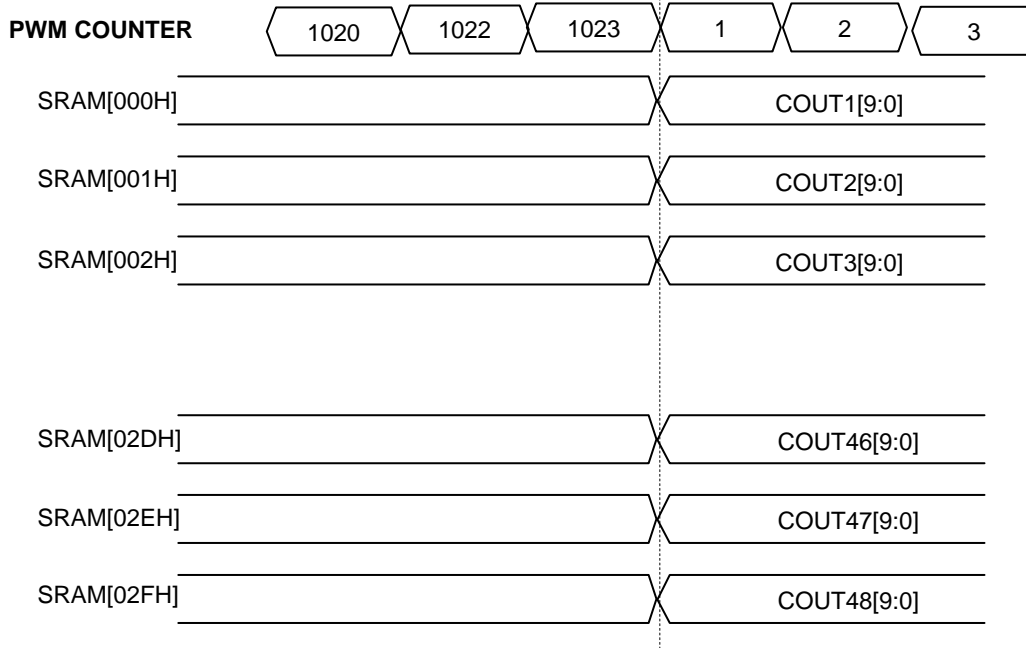 PWM COUNTER 1020 1022 1023 1 2 3
SRAM[000H] COUT1[9:0]
SRAM[001H] COUT2[9:0]
SRAM[002H] COUT3[9:0]
SRAM[02DH] COUT46[9:0]
SRAM[02EH] COUT47[9:0]
SRAM[02FH] COUT48[9:0]